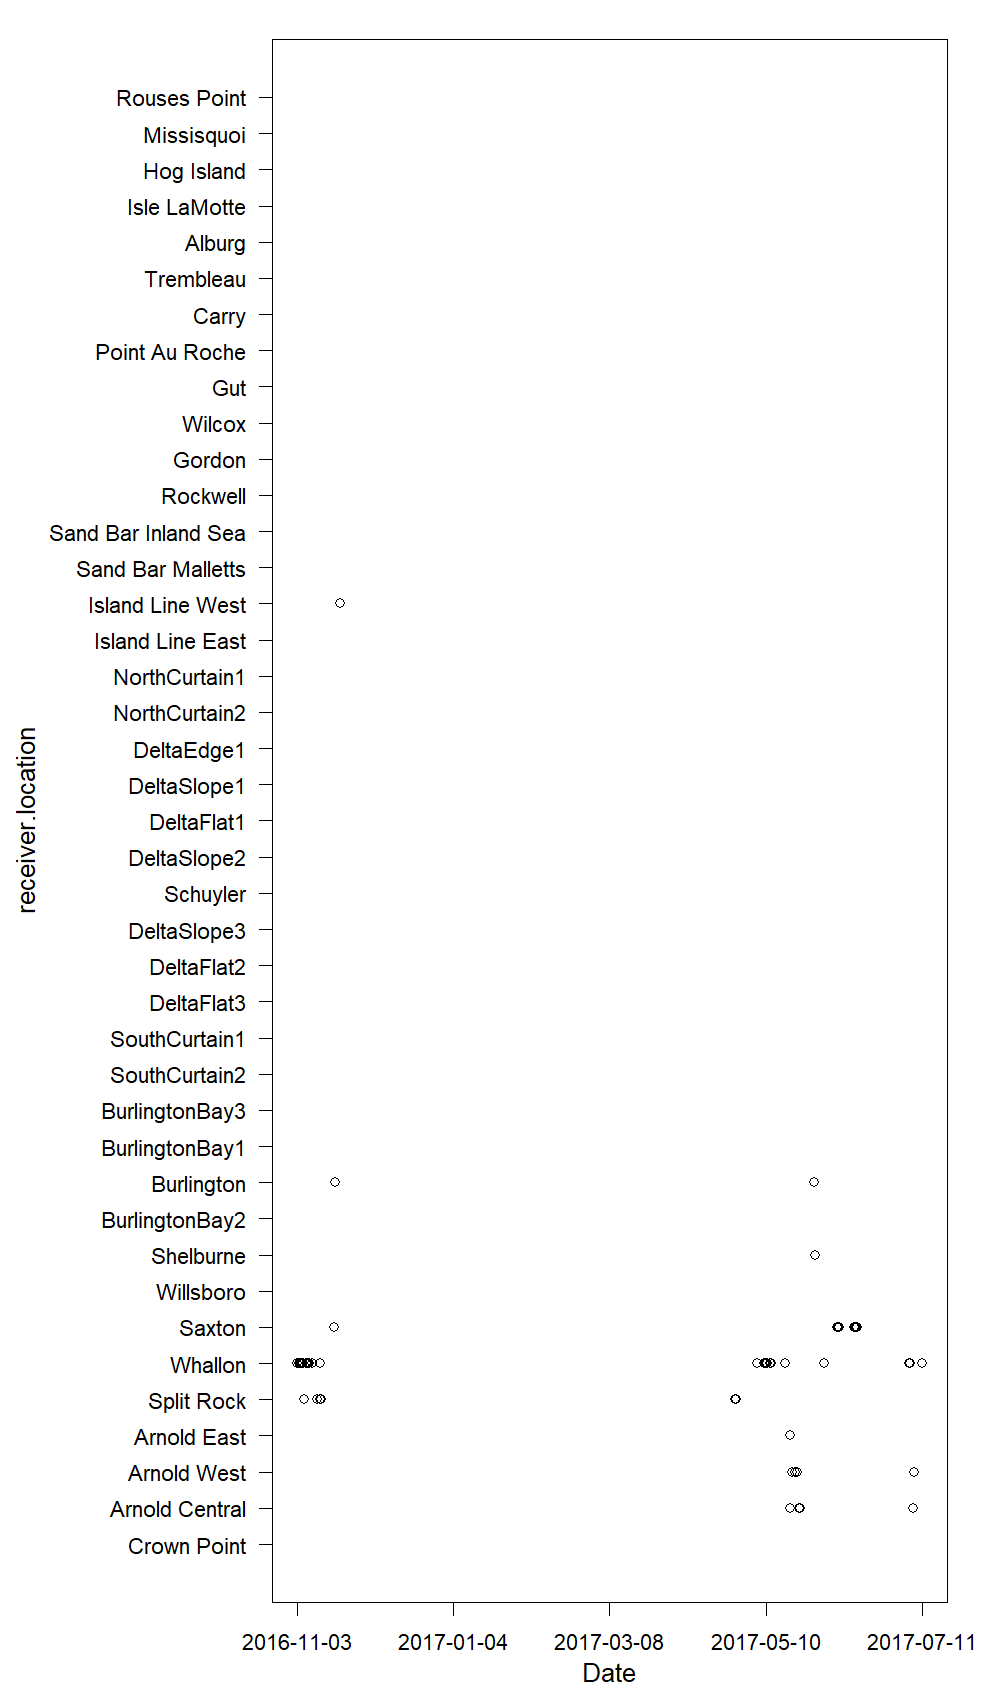 Rouses Point
Missisquoi
Hog Island
Isle LaMotte
Alburg
Trembleau
Carry
Point Au Roche
Gut
Wilcox
Gordon
Rockwell
Sand Bar Inland Sea
Sand Bar Malletts
Island Line West
Island Line East
NorthCurtain1
NorthCurtain2
DeltaEdge1
DeltaSlope1
DeltaFlat1
DeltaSlope2
Schuyler
DeltaSlope3
DeltaFlat2
DeltaFlat3
SouthCurtain1
SouthCurtain2
BurlingtonBay3
BurlingtonBay1
Burlington
BurlingtonBay2
Shelburne
Willsboro
Saxton
Whallon
Split Rock
Arnold East
Arnold West
Arnold Central
Crown Point
receiver.location
2016-11-03 2017-01-04 2017-03-08 2017-05-10 2017-07-11
Date